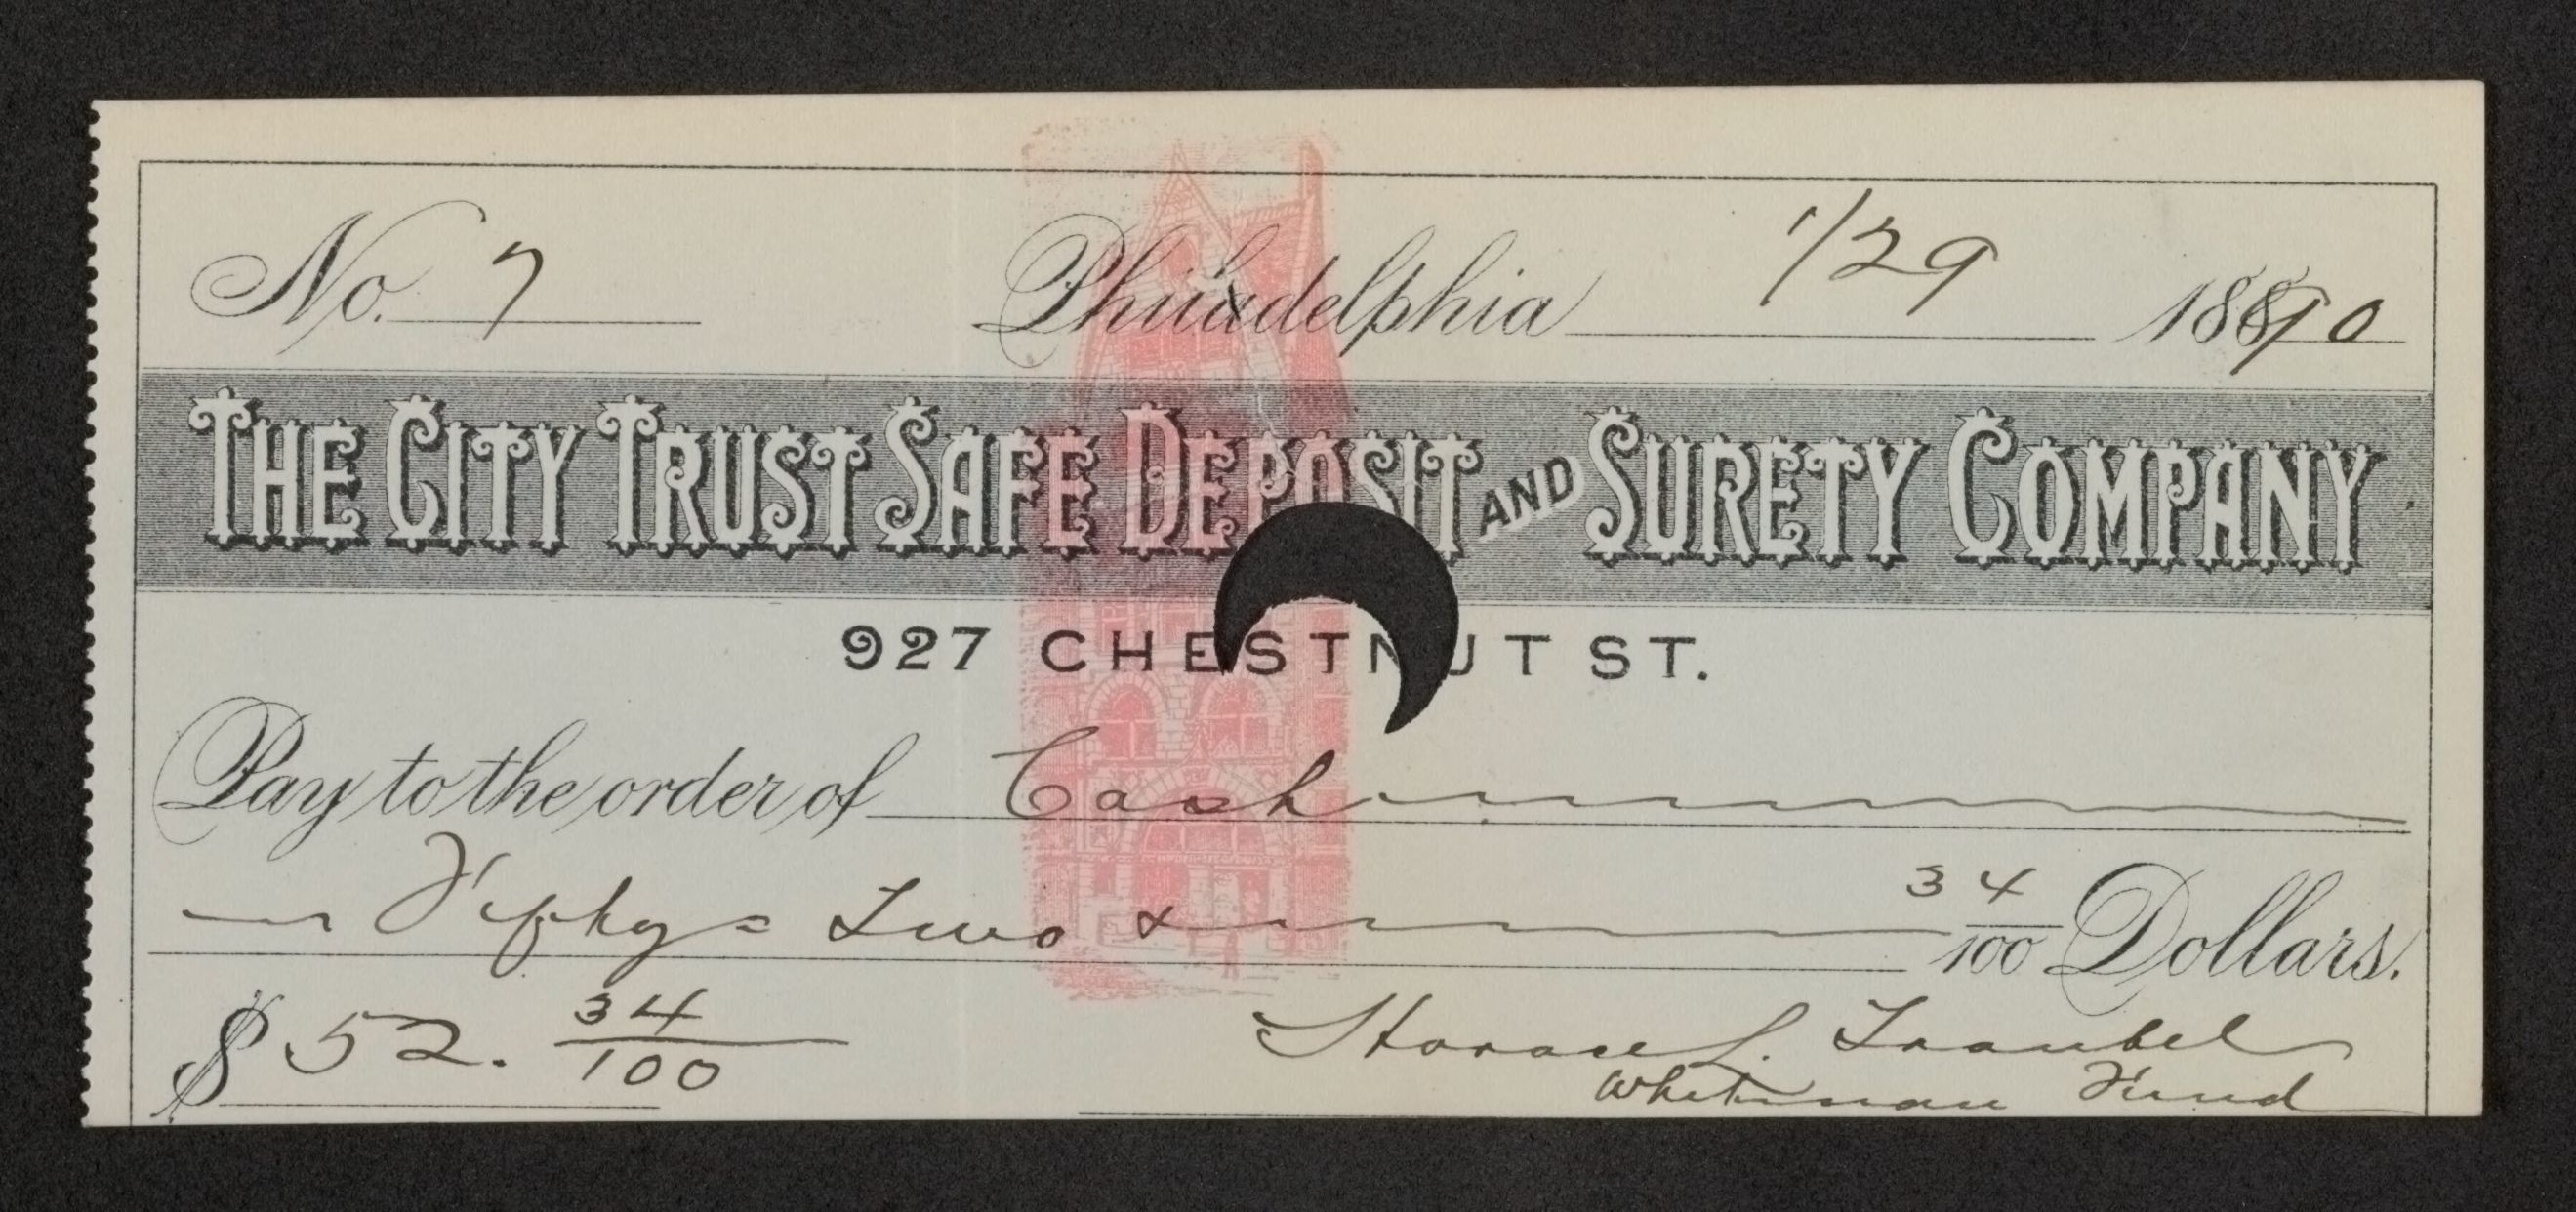 No. 7 Philadelphia 1/29 1890
THE CITY TRUST SAFE DEPOSIT AND SURETY COMPANY
927 CHESTNUT ST.
Pay to the order of Cash
Fifty = Two & 34/100 Dollars.
$ 52. 34/100 Horace L. Traubel
Whitman Fund